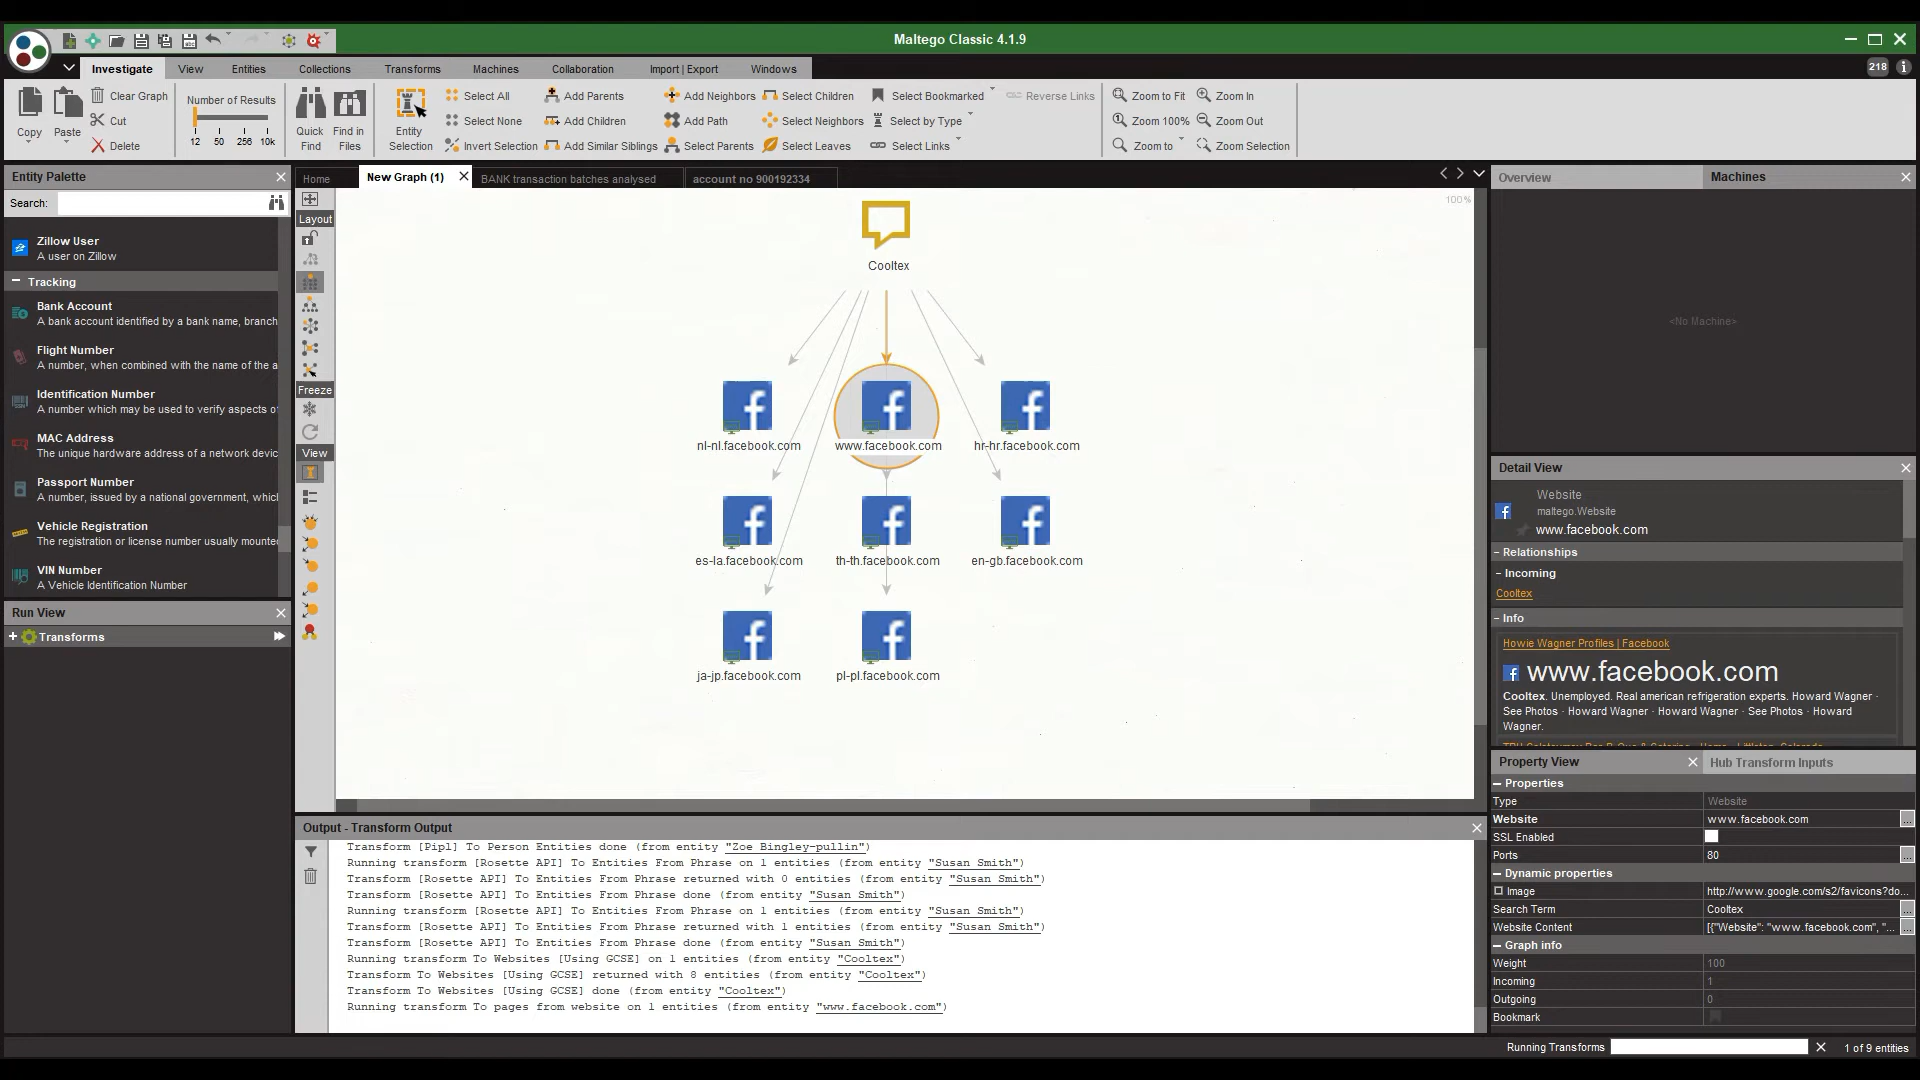 Maltego Classic 4.1.9
Investigate
View
Entities
Collections
Transforms
Machines
Collaboration
Import | Export
Windows
218
Copy
Paste
Clear Graph
Cut
Delete
Number of Results
12 50 256 10k
Quick Find
Find in Files
Entity Selection
Select All
Select None
Invert Selection
Add Parents
Add Children
Add Similar Siblings
Add Neighbors
Add Path
Select Parents
Select Children
Select Neighbors
Select Leaves
Select Bookmarked
Select by Type
Select Links
Reverse Links
Zoom to Fit
Zoom 100%
Zoom to
Zoom In
Zoom Out
Zoom Selection
Entity Palette
Search:
Zillow User
A user on Zillow
Tracking
Bank Account
A bank account identified by a bank name, branch
Flight Number
A number, when combined with the name of the a
Identification Number
A number which may be used to verify aspects o
MAC Address
The unique hardware address of a network devic
Passport Number
A number, issued by a national government, whic
Vehicle Registration
The registration or license number usually mounte
VIN Number
A Vehicle Identification Number
Run View
Transforms
Home
New Graph (1)
BANK transaction batches analysed
account no 900192334
Layout
Freeze
View
100%
Cooltex
nl-nl.facebook.com
www.facebook.com
hr-hr.facebook.com
es-la.facebook.com
th-th.facebook.com
en-gb.facebook.com
ja-jp.facebook.com
pl-pl.facebook.com
Output - Transform Output
Transform [Pipl] To Person Entities done (from entity "Zoe Bingley-pullin")
Running transform [Rosette API] To Entities From Phrase on 1 entities (from entity "Susan Smith")
Transform [Rosette API] To Entities From Phrase returned with 0 entities (from entity "Susan Smith")
Transform [Rosette API] To Entities From Phrase done (from entity "Susan Smith")
Running transform [Rosette API] To Entities From Phrase on 1 entities (from entity "Susan Smith")
Transform [Rosette API] To Entities From Phrase returned with 1 entities (from entity "Susan Smith")
Transform [Rosette API] To Entities From Phrase done (from entity "Susan Smith")
Running transform To Websites [Using GCSE] on 1 entities (from entity "Cooltex")
Transform To Websites [Using GCSE] returned with 8 entities (from entity "Cooltex")
Transform To Websites [Using GCSE] done (from entity "Cooltex")
Running transform To pages from website on 1 entities (from entity "www.facebook.com")
Overview
Machines
<No Machine>
Detail View
Website
maltego.Website
www.facebook.com
Relationships
Incoming
Cooltex
Info
Howie Wagner Profiles | Facebook
www.facebook.com
Cooltex. Unemployed. Real american refrigeration experts. Howard Wagner ·
See Photos · Howard Wagner · Howard Wagner · See Photos · Howard
Wagner.
Property View
Hub Transform Inputs
Properties
Type Website
Website www.facebook.com
SSL Enabled
Ports 80
Dynamic properties
Image http://www.google.com/s2/favicons?do...
Search Term Cooltex
Website Content [{"Website": "www.facebook.com", "...
Graph info
Weight 100
Incoming 1
Outgoing 0
Bookmark
Running Transforms
1 of 9 entities